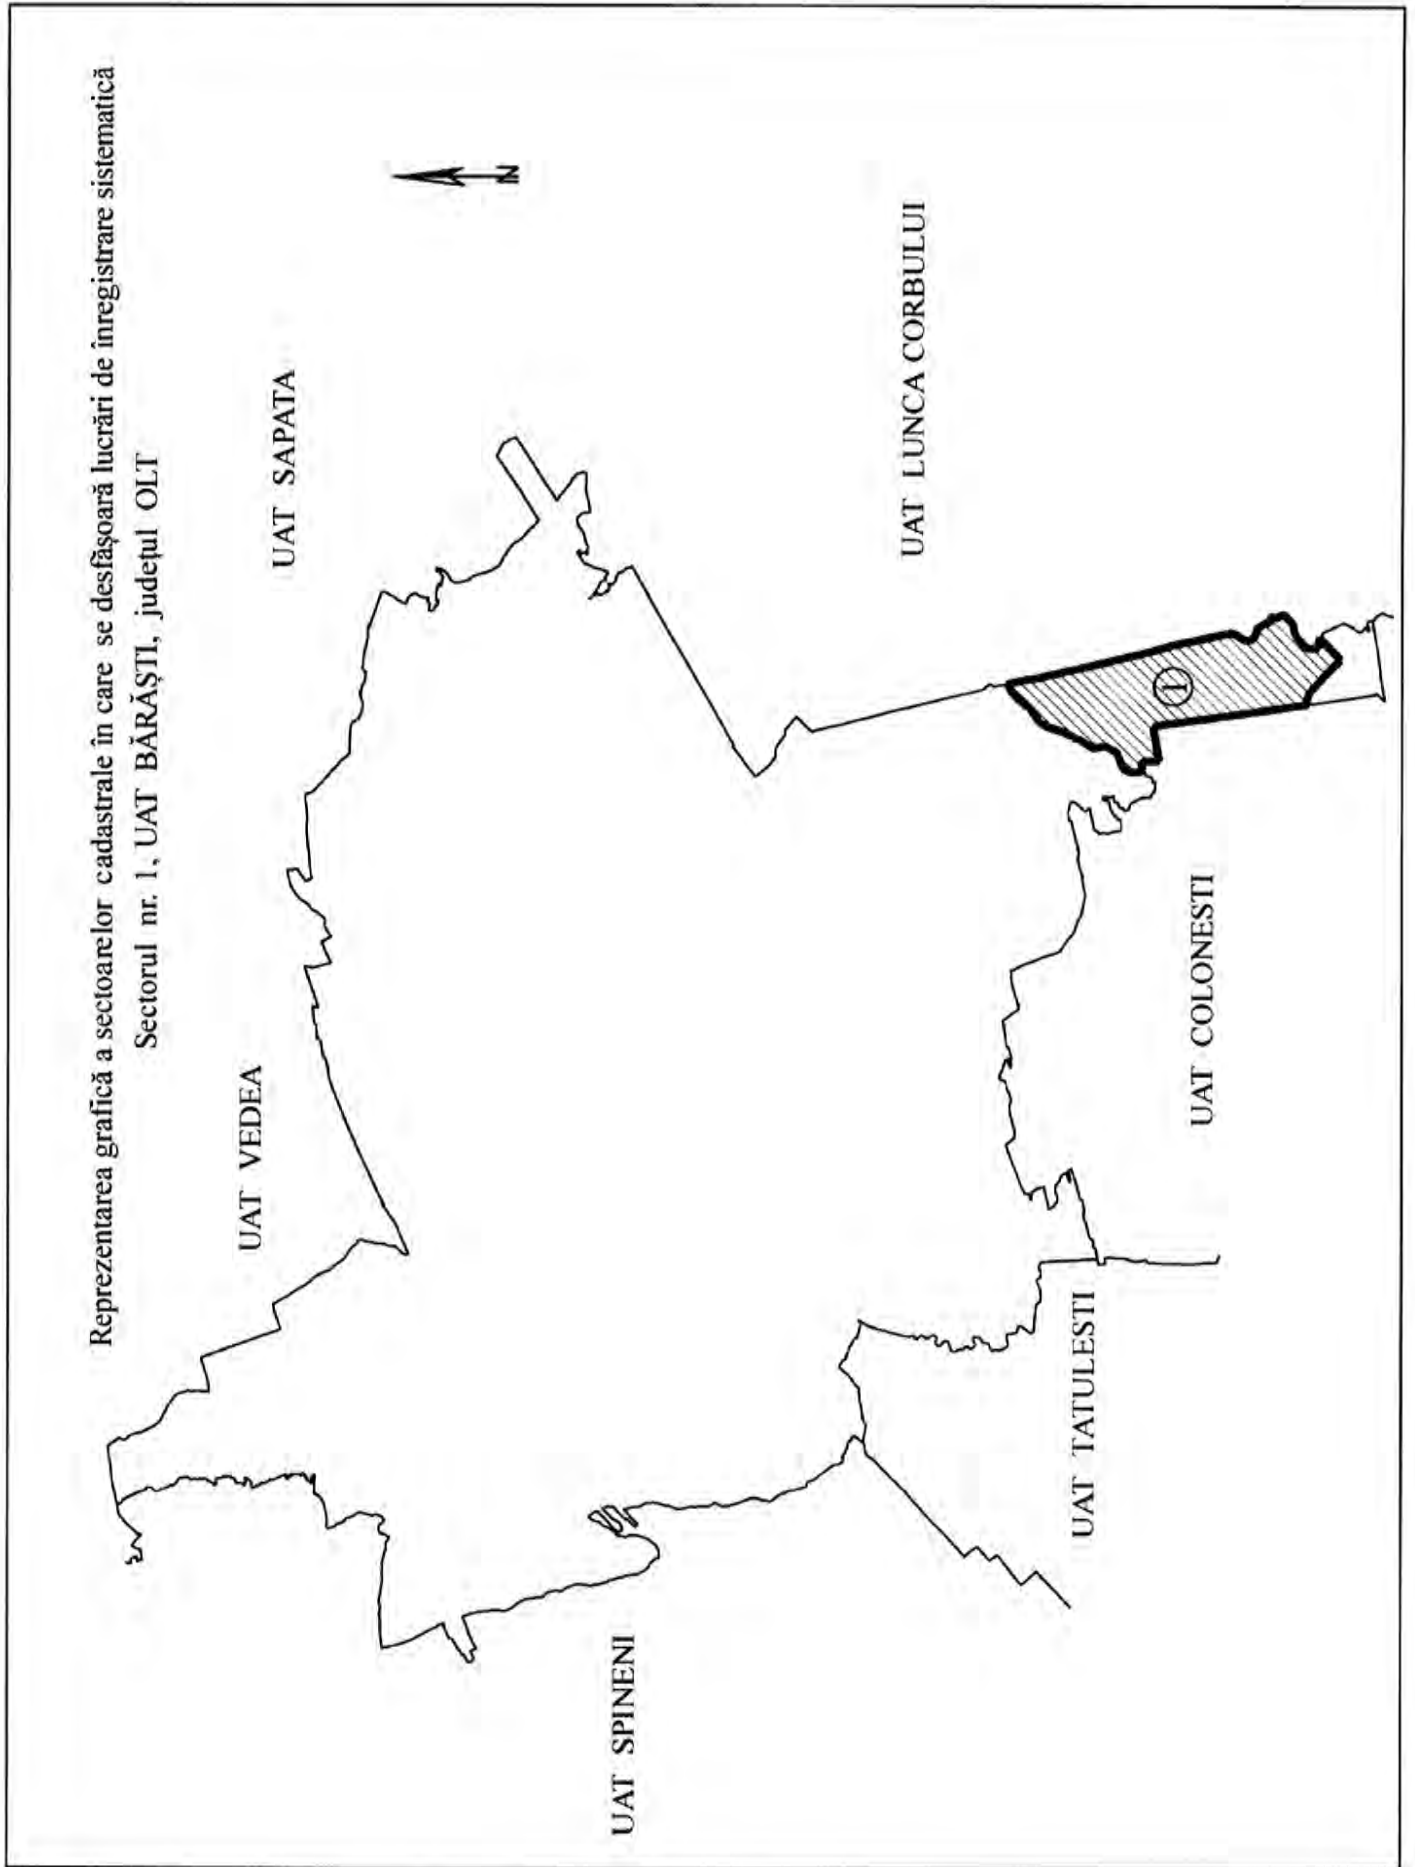 Reprezentarea grafică a sectoarelor cadastrale în care se desfășoară lucrări de înregistrare sistematică
Sectorul nr. 1, UAT BĂRĂȘTI, județul OLT
N
UAT VEDEA
UAT SAPATA
UAT SPINENI
UAT LUNCA CORBULUI
1
UAT TATULESTI
UAT COLONESTI